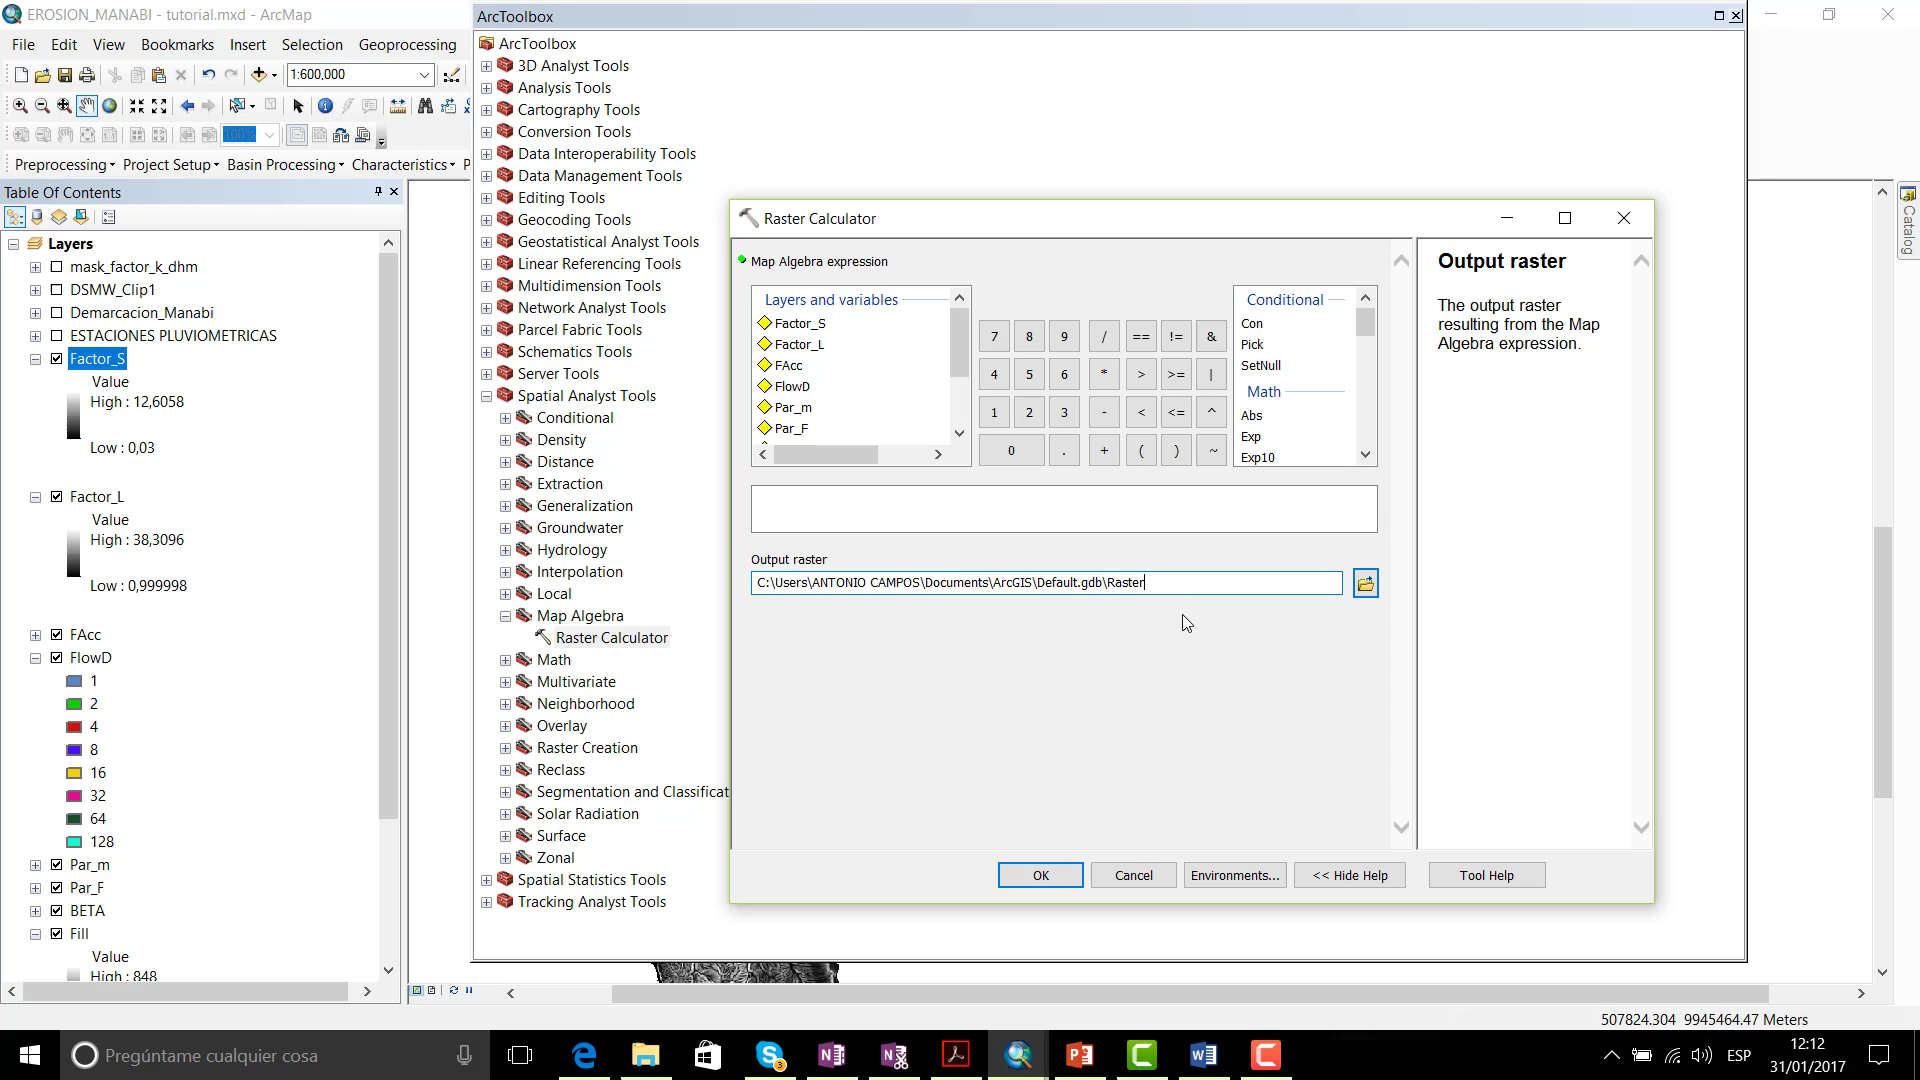 EROSION_MANABI - tutorial.mxd - ArcMap
File Edit View Bookmarks Insert Selection Geoprocessing
1:600,000
100%
Preprocessing Project Setup Basin Processing Characteristics P
Table Of Contents
Layers
mask_factor_k_dhm
DSMW_Clip1
Demarcacion_Manabi
ESTACIONES PLUVIOMETRICAS
Factor_S
Value
High : 12,6058
Low : 0,03
Factor_L
Value
High : 38,3096
Low : 0,999998
FAcc
FlowD
1
2
4
8
16
32
64
128
Par_m
Par_F
BETA
Fill
Value
High : 848
ArcToolbox
ArcToolbox
3D Analyst Tools
Analysis Tools
Cartography Tools
Conversion Tools
Data Interoperability Tools
Data Management Tools
Editing Tools
Geocoding Tools
Geostatistical Analyst Tools
Linear Referencing Tools
Multidimension Tools
Network Analyst Tools
Parcel Fabric Tools
Schematics Tools
Server Tools
Spatial Analyst Tools
Conditional
Density
Distance
Extraction
Generalization
Groundwater
Hydrology
Interpolation
Local
Map Algebra
Raster Calculator
Math
Multivariate
Neighborhood
Overlay
Raster Creation
Reclass
Segmentation and Classificat
Solar Radiation
Surface
Zonal
Spatial Statistics Tools
Tracking Analyst Tools
Raster Calculator
Map Algebra expression
Layers and variables
Factor_S
Factor_L
FAcc
FlowD
Par_m
Par_F
7 8 9 / == != &
4 5 6 * > >= |
1 2 3 - < <= ^
0 . + ( ) ~
Conditional
Con
Pick
SetNull
Math
Abs
Exp
Exp10
Output raster
C:\Users\ANTONIO CAMPOS\Documents\ArcGIS\Default.gdb\Raster
OK Cancel Environments... << Hide Help Tool Help
Output raster
The output raster
resulting from the Map
Algebra expression.
Catalog
507824.304 9945464.47 Meters
Pregúntame cualquier cosa
3
ESP
12:12
31/01/2017